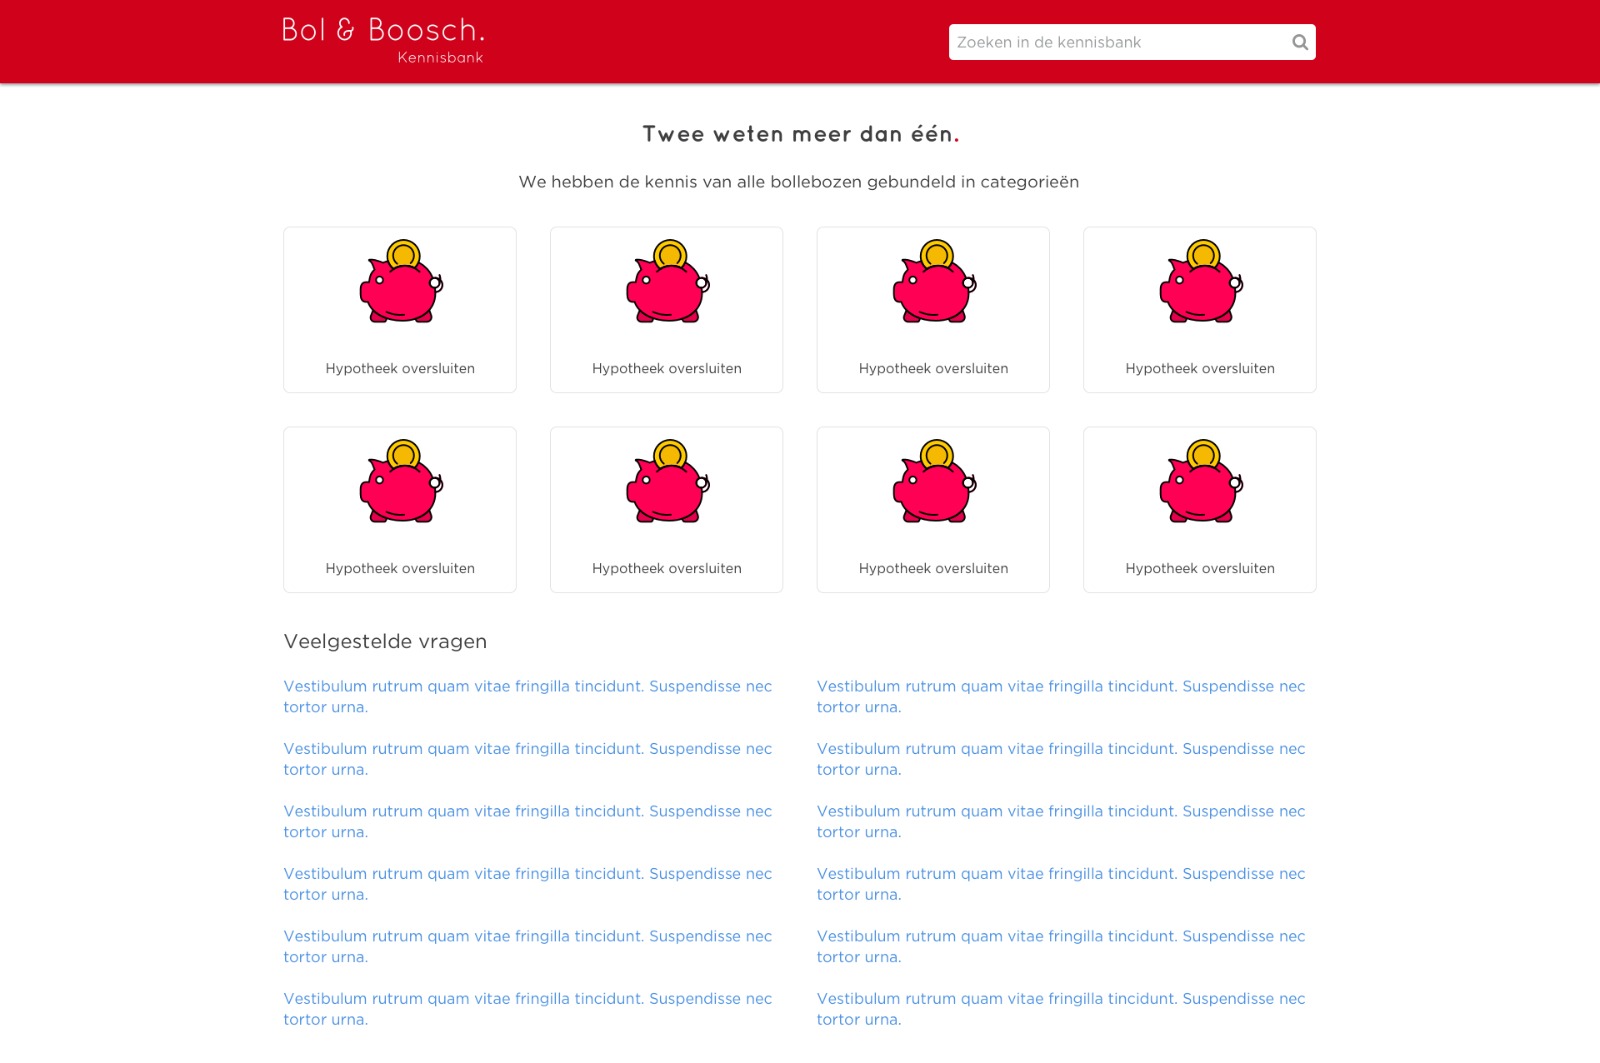 Bol & Boosch.
Kennisbank
Zoeken in de kennisbank
Twee weten meer dan één.
We hebben de kennis van alle bollebozen gebundeld in categorieën
Hypotheek oversluiten
Hypotheek oversluiten
Hypotheek oversluiten
Hypotheek oversluiten
Hypotheek oversluiten
Hypotheek oversluiten
Hypotheek oversluiten
Hypotheek oversluiten
Veelgestelde vragen
Vestibulum rutrum quam vitae fringilla tincidunt. Suspendisse nec
tortor urna.
Vestibulum rutrum quam vitae fringilla tincidunt. Suspendisse nec
tortor urna.
Vestibulum rutrum quam vitae fringilla tincidunt. Suspendisse nec
tortor urna.
Vestibulum rutrum quam vitae fringilla tincidunt. Suspendisse nec
tortor urna.
Vestibulum rutrum quam vitae fringilla tincidunt. Suspendisse nec
tortor urna.
Vestibulum rutrum quam vitae fringilla tincidunt. Suspendisse nec
tortor urna.
Vestibulum rutrum quam vitae fringilla tincidunt. Suspendisse nec
tortor urna.
Vestibulum rutrum quam vitae fringilla tincidunt. Suspendisse nec
tortor urna.
Vestibulum rutrum quam vitae fringilla tincidunt. Suspendisse nec
tortor urna.
Vestibulum rutrum quam vitae fringilla tincidunt. Suspendisse nec
tortor urna.
Vestibulum rutrum quam vitae fringilla tincidunt. Suspendisse nec
tortor urna.
Vestibulum rutrum quam vitae fringilla tincidunt. Suspendisse nec
tortor urna.